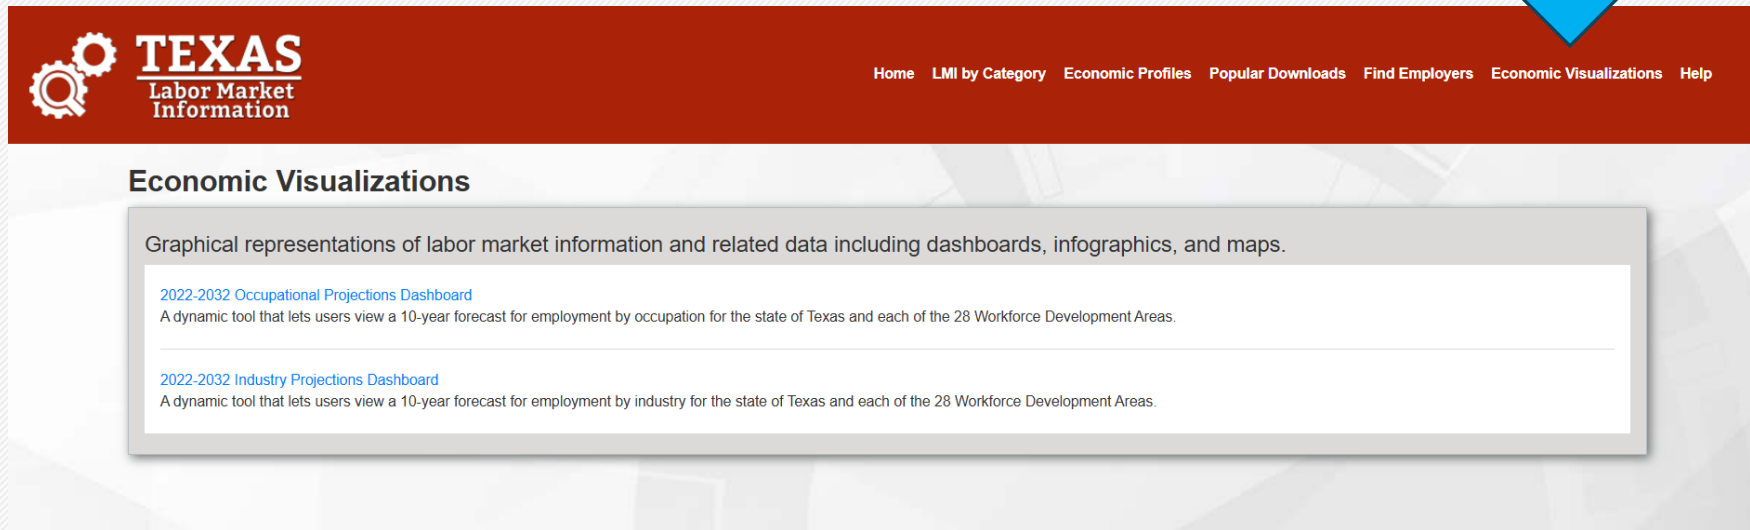 TEXAS
Labor Market
Information
Home LMI by Category Economic Profiles Popular Downloads Find Employers Economic Visualizations Help
Economic Visualizations
Graphical representations of labor market information and related data including dashboards, infographics, and maps.
2022-2032 Occupational Projections Dashboard
A dynamic tool that lets users view a 10-year forecast for employment by occupation for the state of Texas and each of the 28 Workforce Development Areas.
2022-2032 Industry Projections Dashboard
A dynamic tool that lets users view a 10-year forecast for employment by industry for the state of Texas and each of the 28 Workforce Development Areas.